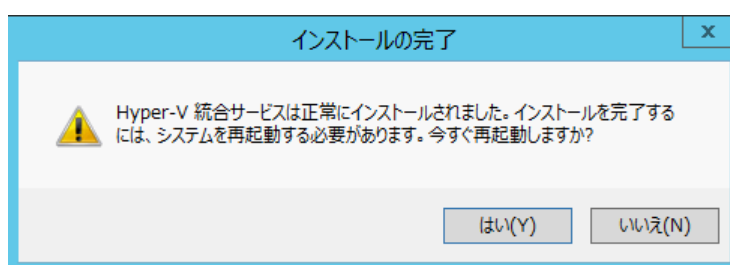 インストールの完了
x
Hyper-V 統合サービスは正常にインストールされました。インストールを完了する
には、システムを再起動する必要があります。今すぐ再起動しますか?
はい(Y)
いいえ(N)